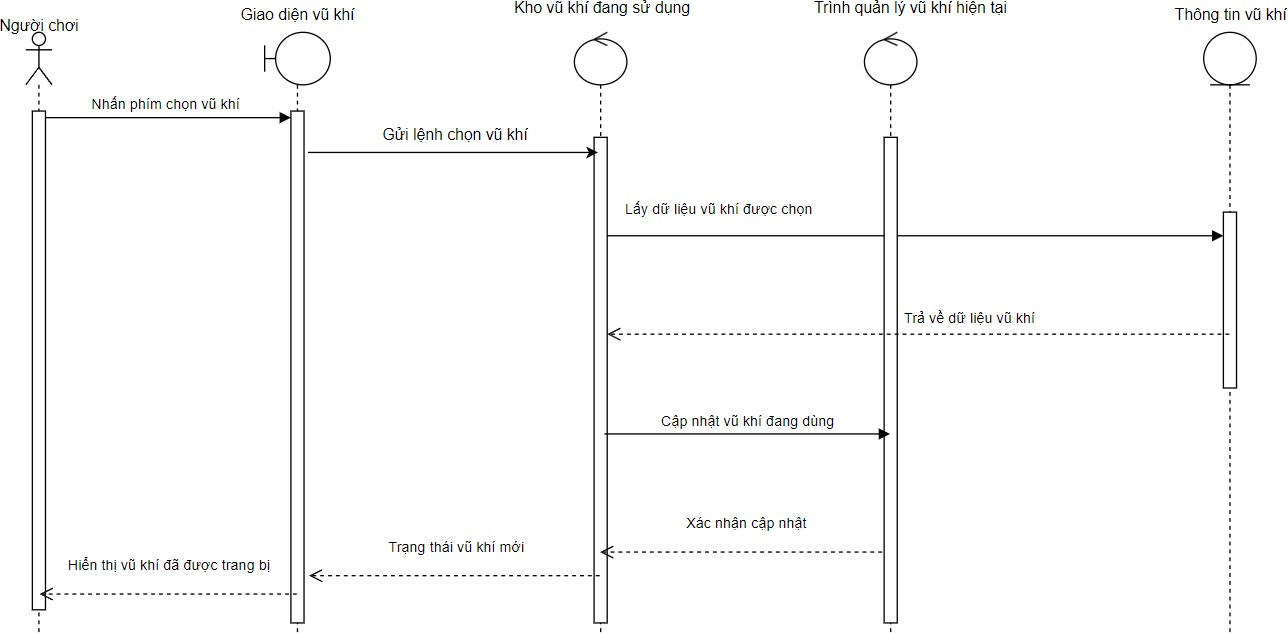 Người chơi
Giao diện vũ khí
Kho vũ khí đang sử dụng
Trình quản lý vũ khí hiện tại
Thông tin vũ khí
Nhấn phím chọn vũ khí
Gửi lệnh chọn vũ khí
Lấy dữ liệu vũ khí được chọn
Trả về dữ liệu vũ khí
Cập nhật vũ khí đang dùng
Xác nhận cập nhật
Trạng thái vũ khí mới
Hiển thị vũ khí đã được trang bị